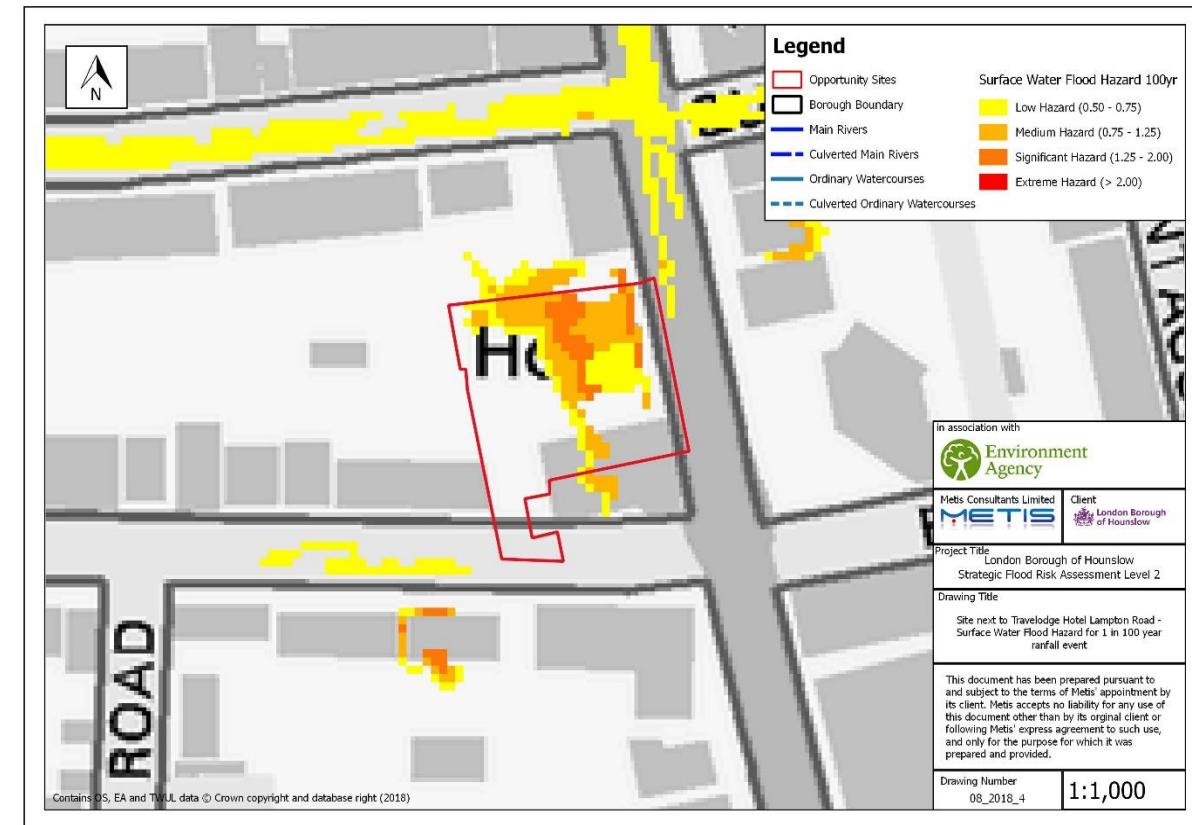 N
Legend
Opportunity Sites
Borough Boundary
Main Rivers
Culverted Main Rivers
Ordinary Watercourses
Culverted Ordinary Watercourses
Surface Water Flood Hazard 100yr
Low Hazard (0.50 - 0.75)
Medium Hazard (0.75 - 1.25)
Significant Hazard (1.25 - 2.00)
Extreme Hazard (> 2.00)
ROAD
in association with
Environment
Agency
Metis Consultants Limited
METIS
Client
London Borough
of Hounslow
Project Title
London Borough of Hounslow
Strategic Flood Risk Assessment Level 2
Drawing Title
Site next to Travelodge Hotel Lampton Road -
Surface Water Flood Hazard for 1 in 100 year
ranfall event
This document has been prepared pursuant to
and subject to the terms of Metis' appointment by
its client. Metis accepts no liability for any use of
this document other than by its orginal client or
following Metis' express agreement to such use,
and only for the purpose for which it was
prepared and provided.
Drawing Number
08_2018_4
1:1,000
Contains OS, EA and TWUL data © Crown copyright and database right (2018)